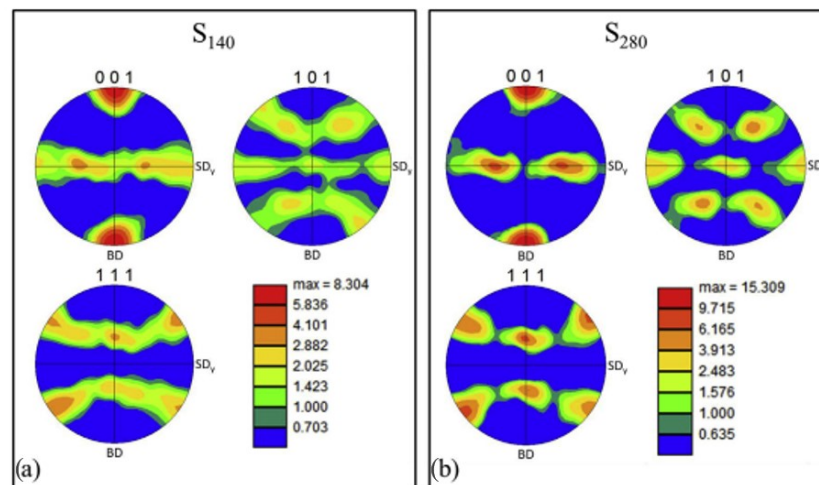 S140
0 0 1
1 0 1
SDy
SDy
BD
BD
1 1 1
max = 8.304
5.836
4.101
2.882
2.025
1.423
1.000
0.703
SDy
BD
(a)
S280
0 0 1
1 0 1
SDy
SD
BD
BD
1 1 1
max = 15.309
9.715
6.165
3.913
2.483
1.576
1.000
0.635
SDy
BD
(b)